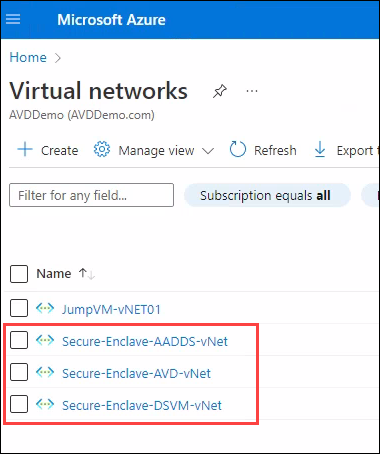 Microsoft Azure
Home
Virtual networks
AVDDemo (AVDDemo.com)
Create Manage view Refresh Export t
Filter for any field... Subscription equals all
Name
JumpVM-vNET01
Secure-Enclave-AADDS-vNet
Secure-Enclave-AVD-vNet
Secure-Enclave-DSVM-vNet